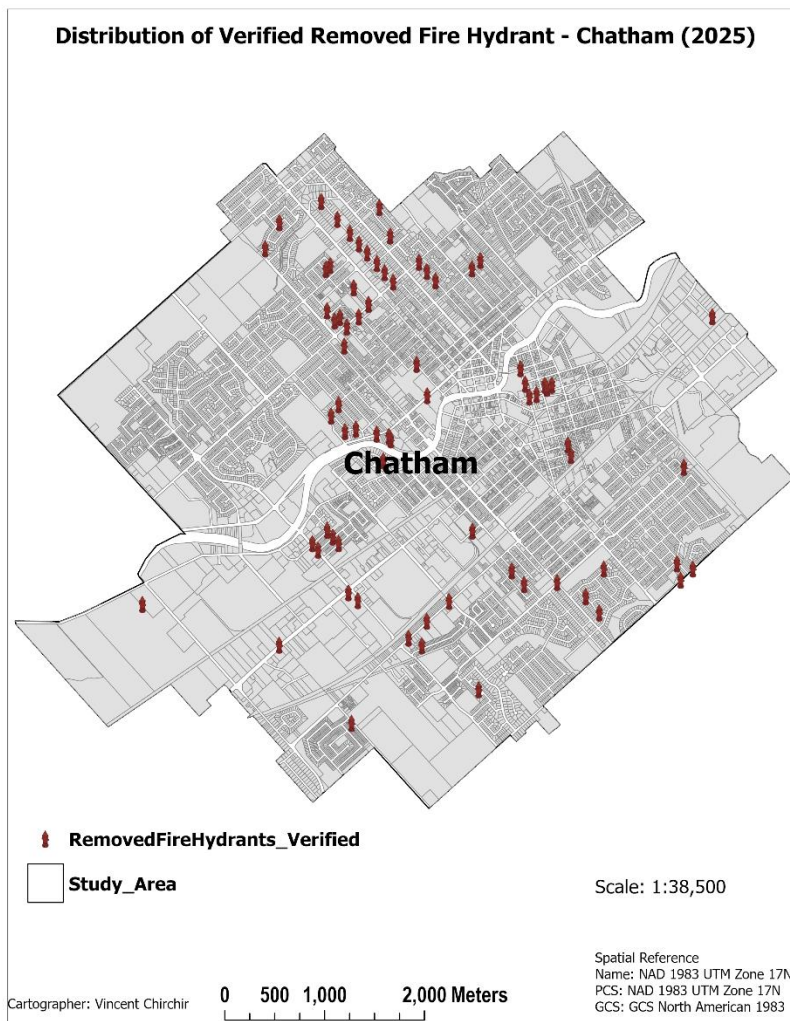 Distribution of Verified Removed Fire Hydrant - Chatham (2025)
Chatham
RemovedFireHydrants_Verified
Study_Area
Scale: 1:38,500
Spatial Reference
Name: NAD 1983 UTM Zone 17N
PCS: NAD 1983 UTM Zone 17N
GCS: GCS North American 1983
Cartographer: Vincent Chirchir
0 500 1,000 2,000 Meters